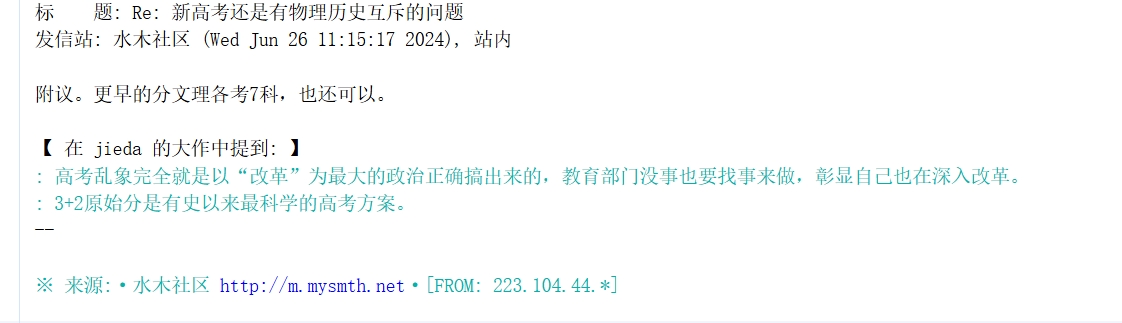 标    题: Re: 新高考还是有物理历史互斥的问题
发信站: 水木社区 (Wed Jun 26 11:15:17 2024), 站内
附议。更早的分文理各考7科，也还可以。
【 在 jieda 的大作中提到: 】
: 高考乱象完全就是以“改革”为最大的政治正确搞出来的，教育部门没事也要找事来做，彰显自己也在深入改革。
: 3+2原始分是有史以来最科学的高考方案。
--
※ 来源:·水木社区 http://m.mysmth.net·[FROM: 223.104.44.*]